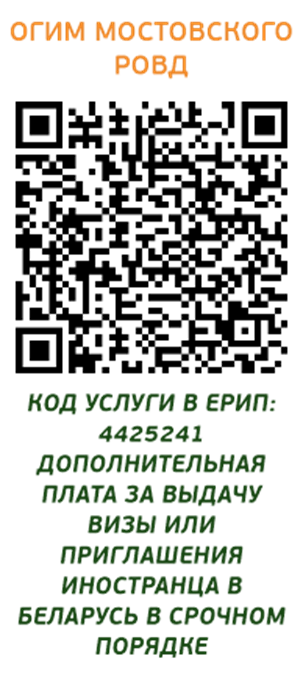 ОГИМ МОСТОВСКОГО
РОВД
КОД УСЛУГИ В ЕРИП:
4425241
ДОПОЛНИТЕЛЬНАЯ
ПЛАТА ЗА ВЫДАЧУ
ВИЗЫ ИЛИ
ПРИГЛАШЕНИЯ
ИНОСТРАНЦА В
БЕЛАРУСЬ В СРОЧНОМ
ПОРЯДКЕ